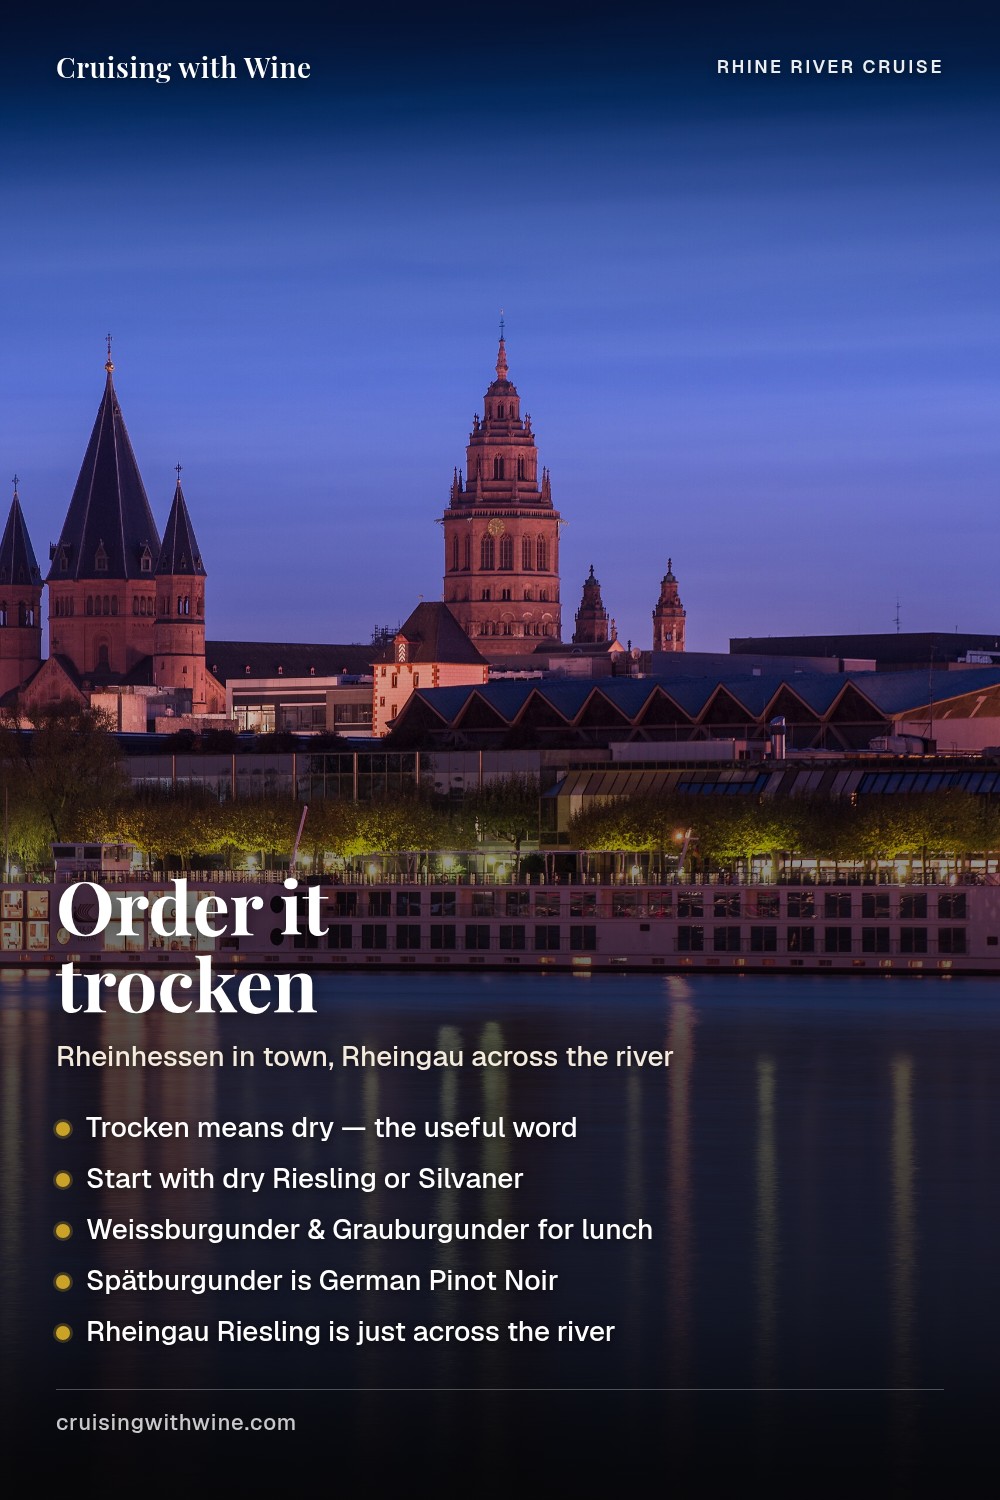 Cruising with Wine
RHINE RIVER CRUISE
Order it
trocken
Rheinhessen in town, Rheingau across the river
Trocken means dry — the useful word
Start with dry Riesling or Silvaner
Weissburgunder & Grauburgunder for lunch
Spätburgunder is German Pinot Noir
Rheingau Riesling is just across the river
cruisingwithwine.com